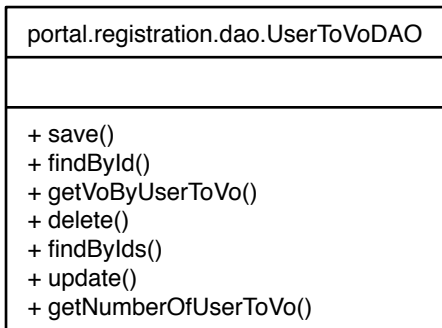 portal.registration.dao.UserToVoDAO
+ save()
+ findById()
+ getVoByUserToVo()
+ delete()
+ findByIds()
+ update()
+ getNumberOfUserToVo()